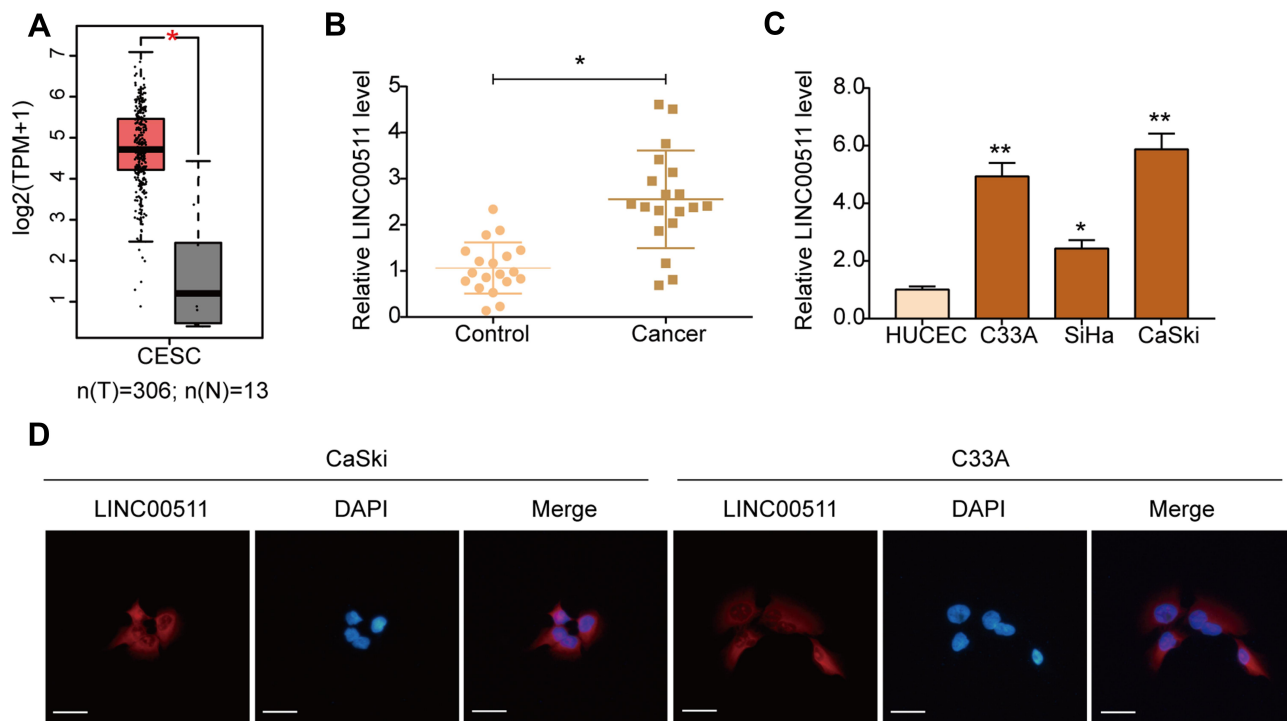 A
log2(TPM+1)
7
6
5
4
3
2
1
*
CESC
n(T)=306; n(N)=13
B
Relative LINC00511 level
5
4
3
2
1
0
*
Control
Cancer
C
Relative LINC00511 level
8.0
6.0
4.0
2.0
0.0
**
*
**
HUCEC
C33A
SiHa
CaSki
D
CaSki
C33A
LINC00511
DAPI
Merge
LINC00511
DAPI
Merge